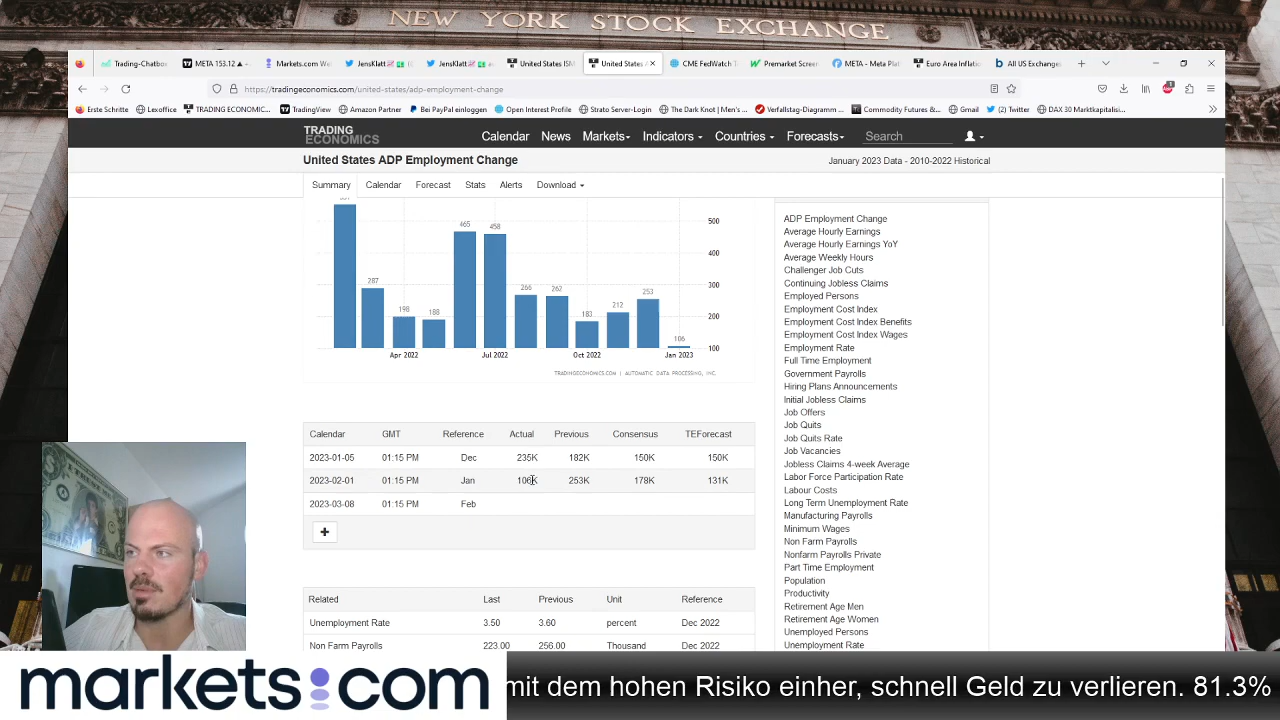 NEW YORK STOCK EXCHANGE
Trading-Chatbo
META 153.12 ▲
Markets.com We
JensKlatt
JensKlatt
United States ISM
United States A
CME FedWatch T
Premarket Scree
META - Meta Pla
Euro Area Inflatio
All US Exchange
https://tradingeconomics.com/united-states/adp-employment-change
Erste Schritte
Lexoffice
TRADING ECONOMIC...
TradingView
Amazon Partner
Bei PayPal einloggen
Open Interest Profile
Strato Server-Login
The Dark Knot | Men's ...
Verfallstag-Diagramm ...
Commodity Futures &...
Gmail
(2) Twitter
DAX 30 Marktkapitalisi...
TRADING
ECONOMICS
Calendar News Markets Indicators Countries Forecasts Search
United States ADP Employment Change
January 2023 Data - 2010-2022 Historical
Summary Calendar Forecast Stats Alerts Download
287
198
188
465
458
266
262
183
212
253
106
500
400
300
200
100
Apr 2022
Jul 2022
Oct 2022
Jan 2023
TRADINGECONOMICS.COM | AUTOMATIC DATA PROCESSING, INC.
Calendar GMT Reference Actual Previous Consensus TEForecast
2023-01-05 01:15 PM Dec 235K 182K 150K 150K
2023-02-01 01:15 PM Jan 106K 253K 178K 131K
2023-03-08 01:15 PM Feb
Related Last Previous Unit Reference
Unemployment Rate 3.50 3.60 percent Dec 2022
Non Farm Payrolls 223.00 256.00 Thousand Dec 2022
ADP Employment Change
Average Hourly Earnings
Average Hourly Earnings YoY
Average Weekly Hours
Challenger Job Cuts
Continuing Jobless Claims
Employed Persons
Employment Cost Index
Employment Cost Index Benefits
Employment Cost Index Wages
Employment Rate
Full Time Employment
Government Payrolls
Hiring Plans Announcements
Initial Jobless Claims
Job Offers
Job Quits
Job Quits Rate
Job Vacancies
Jobless Claims 4-week Average
Labor Force Participation Rate
Labour Costs
Long Term Unemployment Rate
Manufacturing Payrolls
Minimum Wages
Non Farm Payrolls
Nonfarm Payrolls Private
Part Time Employment
Population
Productivity
Retirement Age Men
Retirement Age Women
Unemployed Persons
Unemployment Rate
markets.com
mit dem hohen Risiko einher, schnell Geld zu verlieren. 81.3%